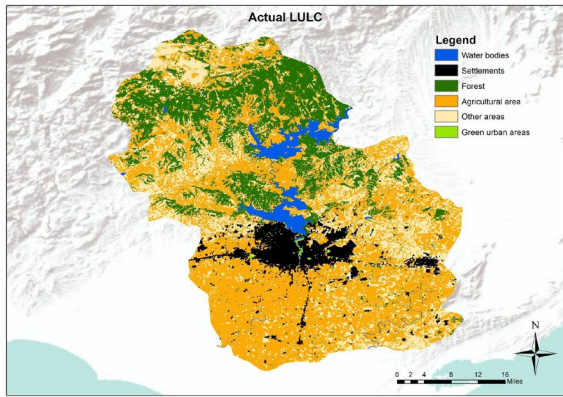 Actual LULC
Legend
Water bodies
Settlements
Forest
Agricultural area
Other areas
Green urban areas
N
0 2 4 8 12 16
Miles